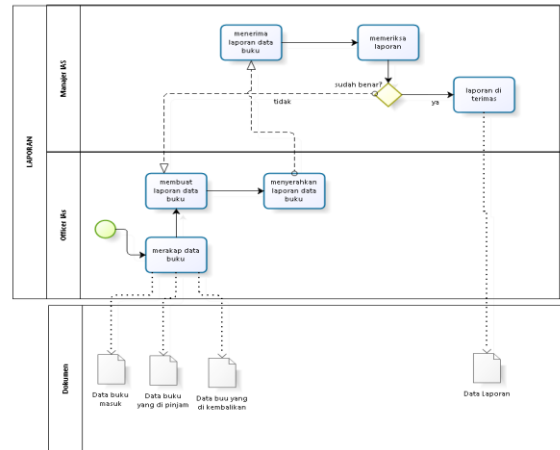 LAPORAN
Manajer IAS
menerima
laporan data
buku
memeriksa
laporan
sudah benar?
tidak
ya
laporan di
terimas
Officer IAs
membuat
laporan data
buku
menyerahkan
laporan data
buku
merakap data
buku
Dokumen
Data buku
masuk
Data buku
yang di pinjam
Data buu yang
di kembalikan
Data Laporan